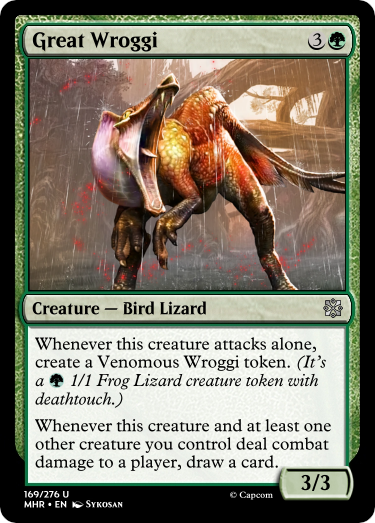 Great Wroggi 3
Creature — Bird Lizard
Whenever this creature attacks alone,
create a Venomous Wroggi token. (It's
a 1/1 Frog Lizard creature token with
deathtouch.)
Whenever this creature and at least one
other creature you control deal combat
damage to a player, draw a card.
3/3
169/276 U
MHR • EN SYKOSAN
© Capcom